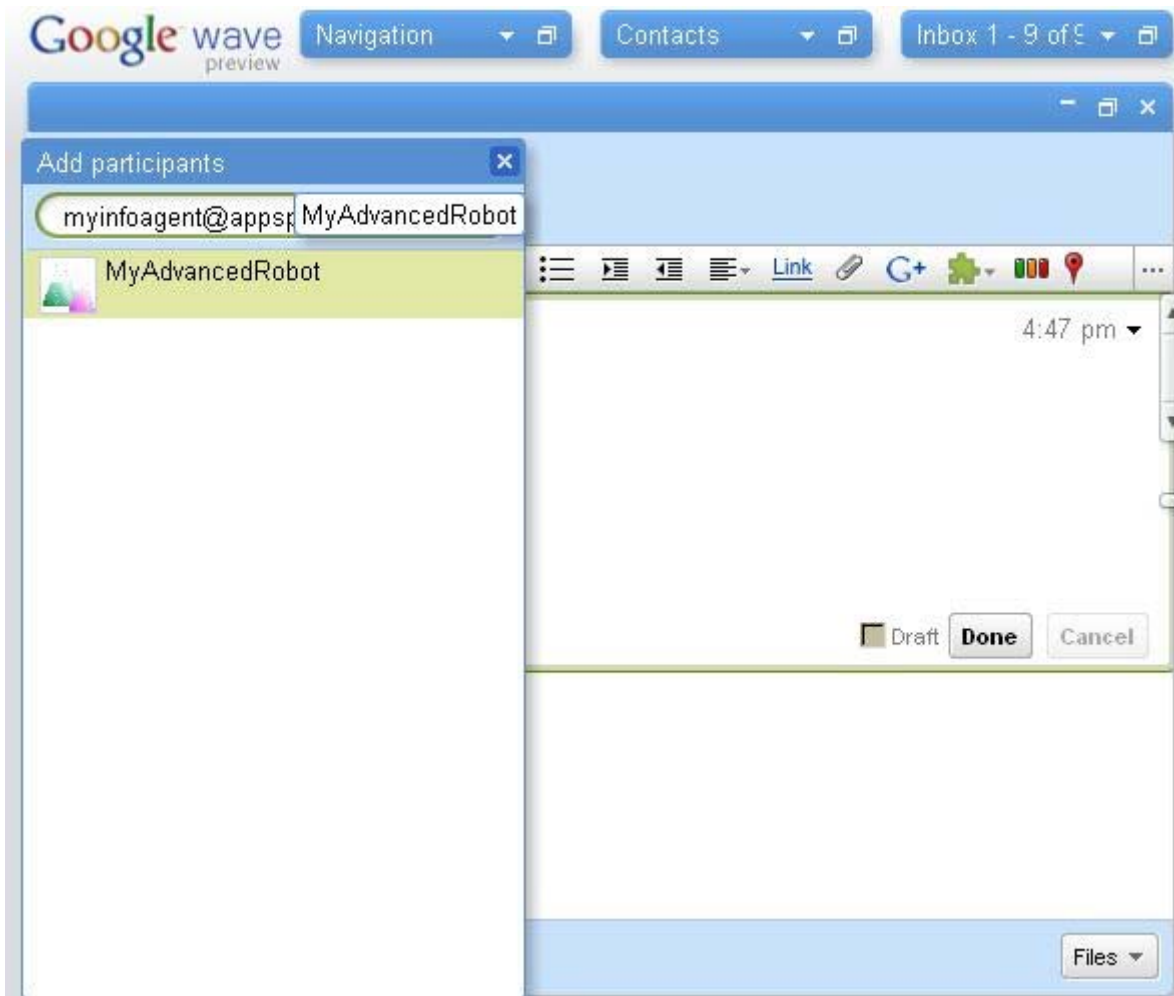 Google wave
preview
Navigation
Contacts
Inbox 1 - 9 of 9
Add participants
myinfoagent@appsp
MyAdvancedRobot
MyAdvancedRobot
Link
G+
...
4:47 pm
Draft
Done
Cancel
Files